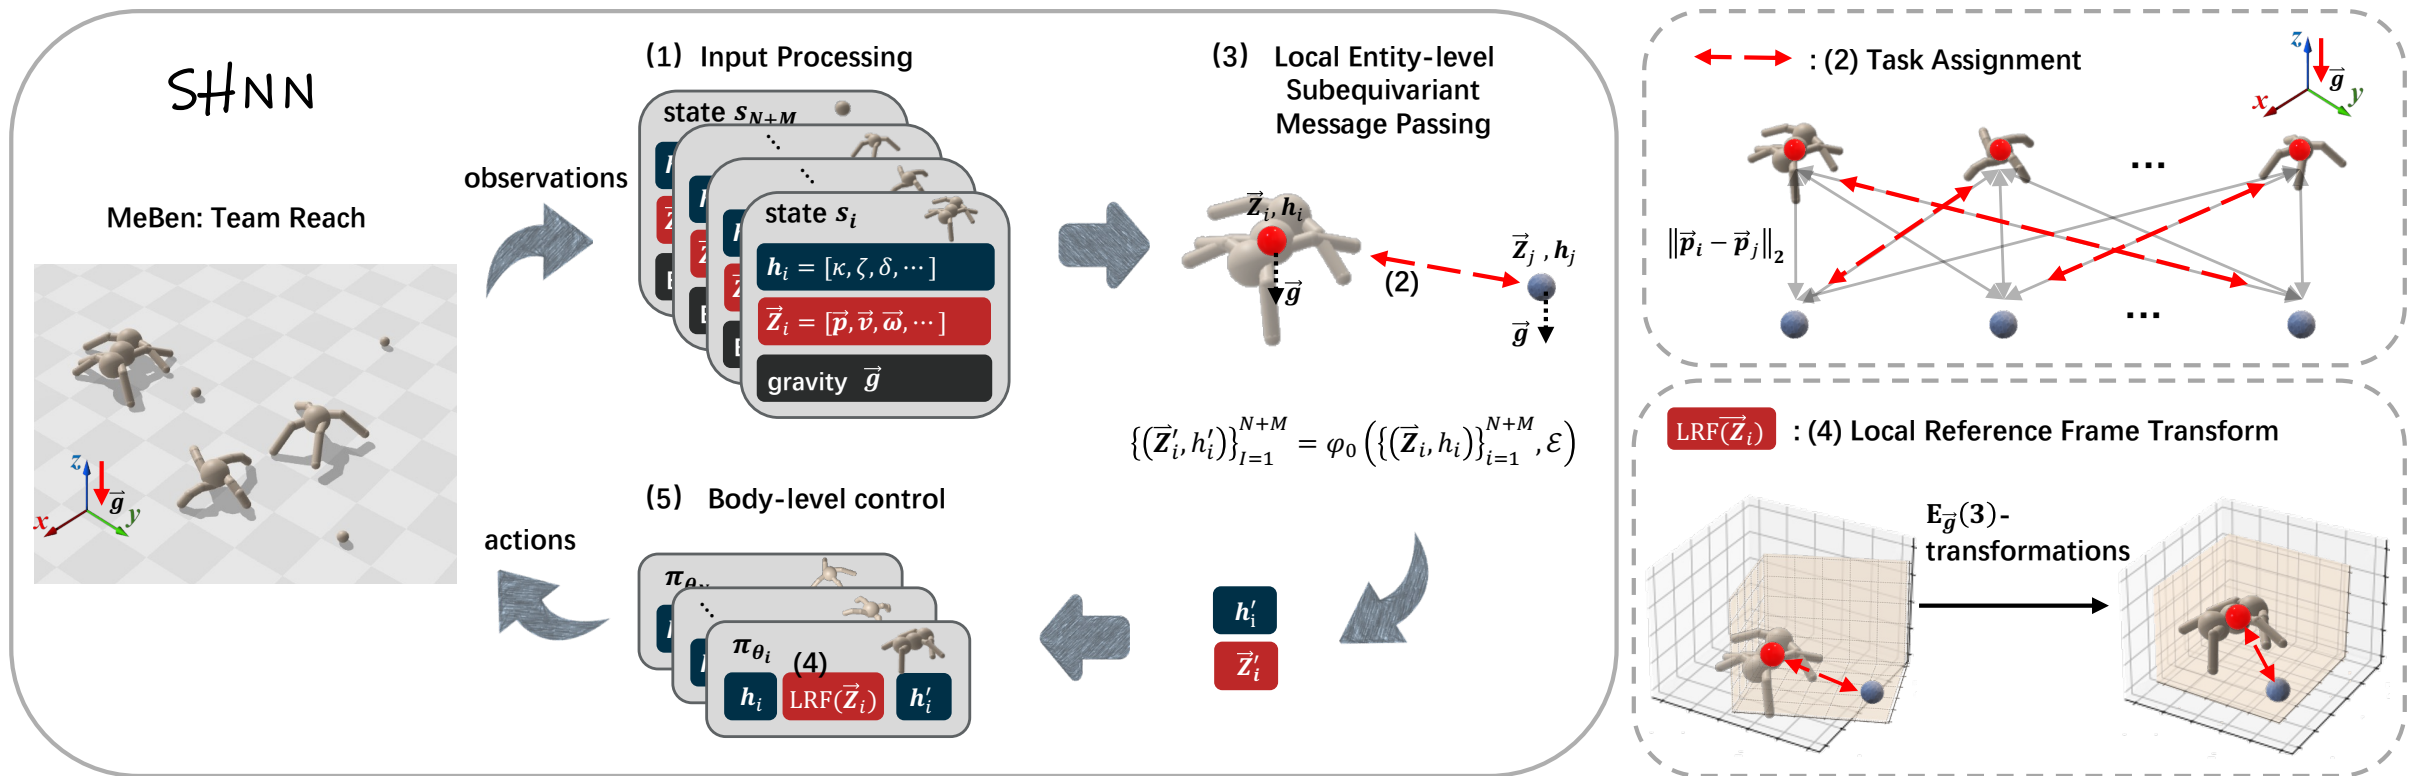 SHNN
MeBen: Team Reach
z
g⃗
x
y
observations
actions
(1) Input Processing
state s_{N+M}
state s_i
h_i = [κ, ζ, δ, ⋯]
Z⃗_i = [p⃗, v⃗, ω⃗, ⋯]
gravity g⃗
(3) Local Entity-level
Subequivariant
Message Passing
Z⃗_i, h_i
g⃗
(2)
Z⃗_j, h_j
g⃗
{(Z⃗′_i, h′_i)}_{I=1}^{N+M} = φ_0 ({(Z⃗_i, h_i)}_{i=1}^{N+M}, ℰ)
h′_i
Z⃗′_i
(5) Body-level control
π_{θ_N}
π_{θ_i}
(4)
h_i LRF(Z⃗_i) h′_i
: (2) Task Assignment
z
g⃗
x
y
...
‖p⃗_i − p⃗_j‖_2
...
LRF(Z⃗_i) : (4) Local Reference Frame Transform
E_{g⃗}(3)-
transformations